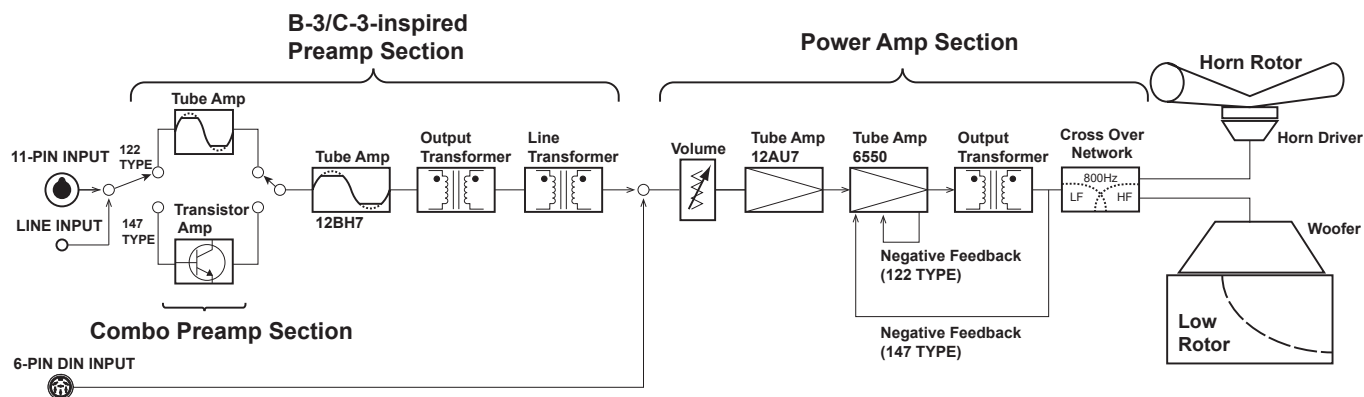 B-3/C-3-inspired
Preamp Section
Power Amp Section
Horn Rotor
Horn Driver
Tube Amp
122
TYPE
11-PIN INPUT
LINE INPUT
147
TYPE
Transistor
Amp
Tube Amp
12BH7
Output
Transformer
Line
Transformer
Volume
Tube Amp
12AU7
Tube Amp
6550
Output
Transformer
Cross Over
Network
800Hz
LF
HF
Woofer
Negative Feedback
(122 TYPE)
Negative Feedback
(147 TYPE)
Low
Rotor
Combo Preamp Section
6-PIN DIN INPUT